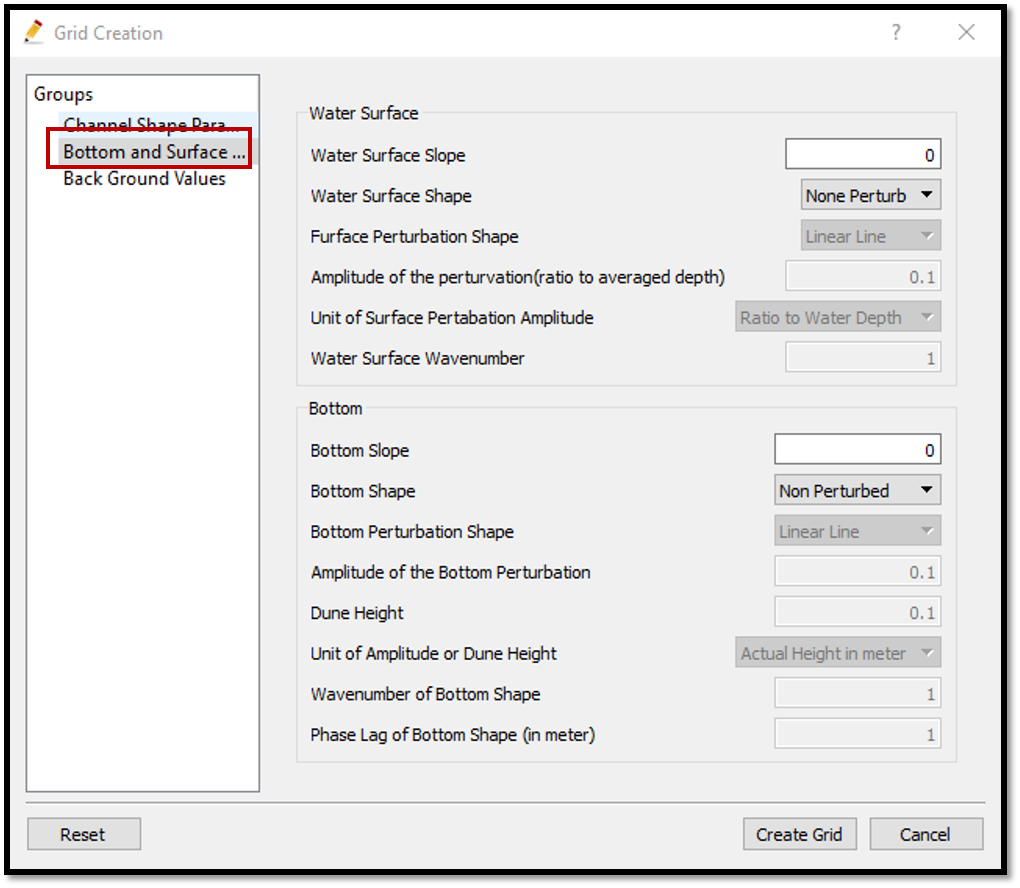 Grid Creation ?
Groups
Channel Shape Para...
Bottom and Surface ...
Back Ground Values
Water Surface
Water Surface Slope 0
Water Surface Shape None Perturb
Furface Perturbation Shape Linear Line
Amplitude of the perturvation(ratio to averaged depth) 0.1
Unit of Surface Pertabation Amplitude Ratio to Water Depth
Water Surface Wavenumber 1
Bottom
Bottom Slope 0
Bottom Shape Non Perturbed
Bottom Perturbation Shape Linear Line
Amplitude of the Bottom Perturbation 0.1
Dune Height 0.1
Unit of Amplitude or Dune Height Actual Height in meter
Wavenumber of Bottom Shape 1
Phase Lag of Bottom Shape (in meter) 1
Reset Create Grid Cancel